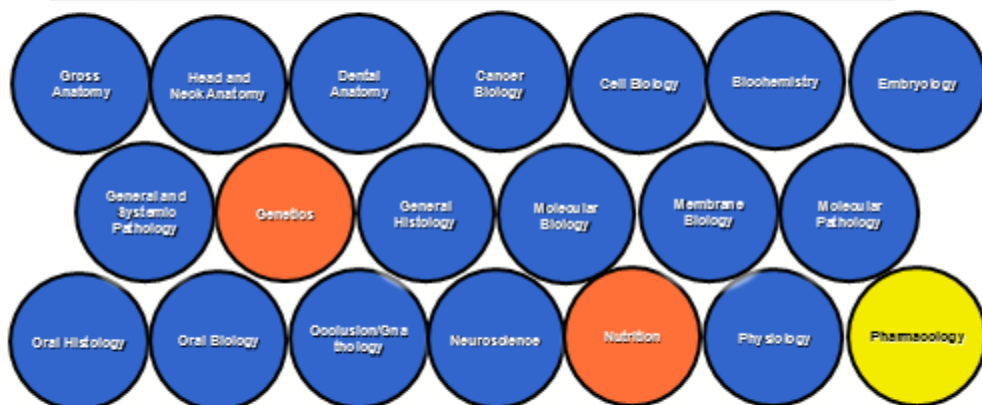 Gross
Anatomy
Head and
Neck Anatomy
Dental
Anatomy
Cancer
Biology
Cell Biology
Biochemistry
Embryology
General and
Systemic
Pathology
Genetics
General
Histology
Molecular
Biology
Membrane
Biology
Molecular
Pathology
Oral Histology
Oral Biology
Occlusion/Gna
thology
Neuroscience
Nutrition
Physiology
Pharmacology